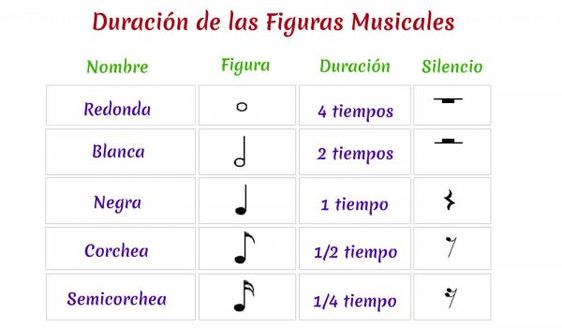 Duración de las Figuras Musicales
Nombre Figura Duración Silencio
Redonda 4 tiempos
Blanca 2 tiempos
Negra 1 tiempo
Corchea 1/2 tiempo
Semicorchea 1/4 tiempo